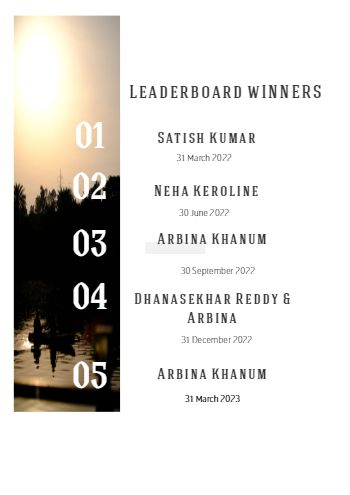 LEADERBOARD WINNERS
01
SATISH KUMAR
31 March 2022
02
NEHA KEROLINE
30 June 2022
03
ARBINA KHANUM
30 September 2022
04
DHANASEKHAR REDDY &
ARBINA
31 December 2022
05
ARBINA KHANUM
31 March 2023